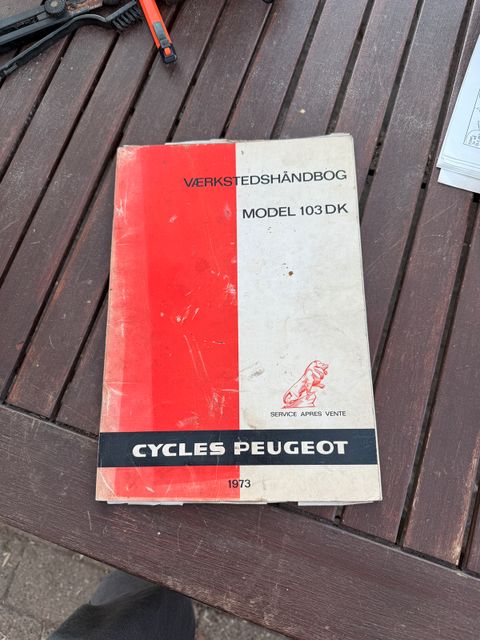 VÆRKSTEDSHÅNDBOG
MODEL 103 DK
SERVICE APRES VENTE
CYCLES PEUGEOT
1973